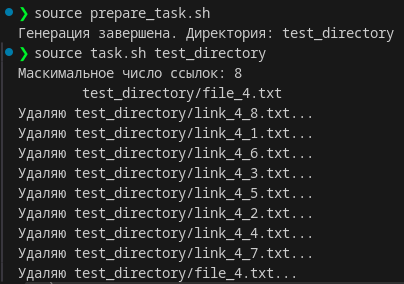 ❯ source prepare_task.sh
Генерация завершена. Директория: test_directory
❯ source task.sh test_directory
Маскимальное число ссылок: 8
test_directory/file_4.txt
Удаляю test_directory/link_4_8.txt...
Удаляю test_directory/link_4_1.txt...
Удаляю test_directory/link_4_6.txt...
Удаляю test_directory/link_4_3.txt...
Удаляю test_directory/link_4_5.txt...
Удаляю test_directory/link_4_2.txt...
Удаляю test_directory/link_4_4.txt...
Удаляю test_directory/link_4_7.txt...
Удаляю test_directory/file_4.txt...